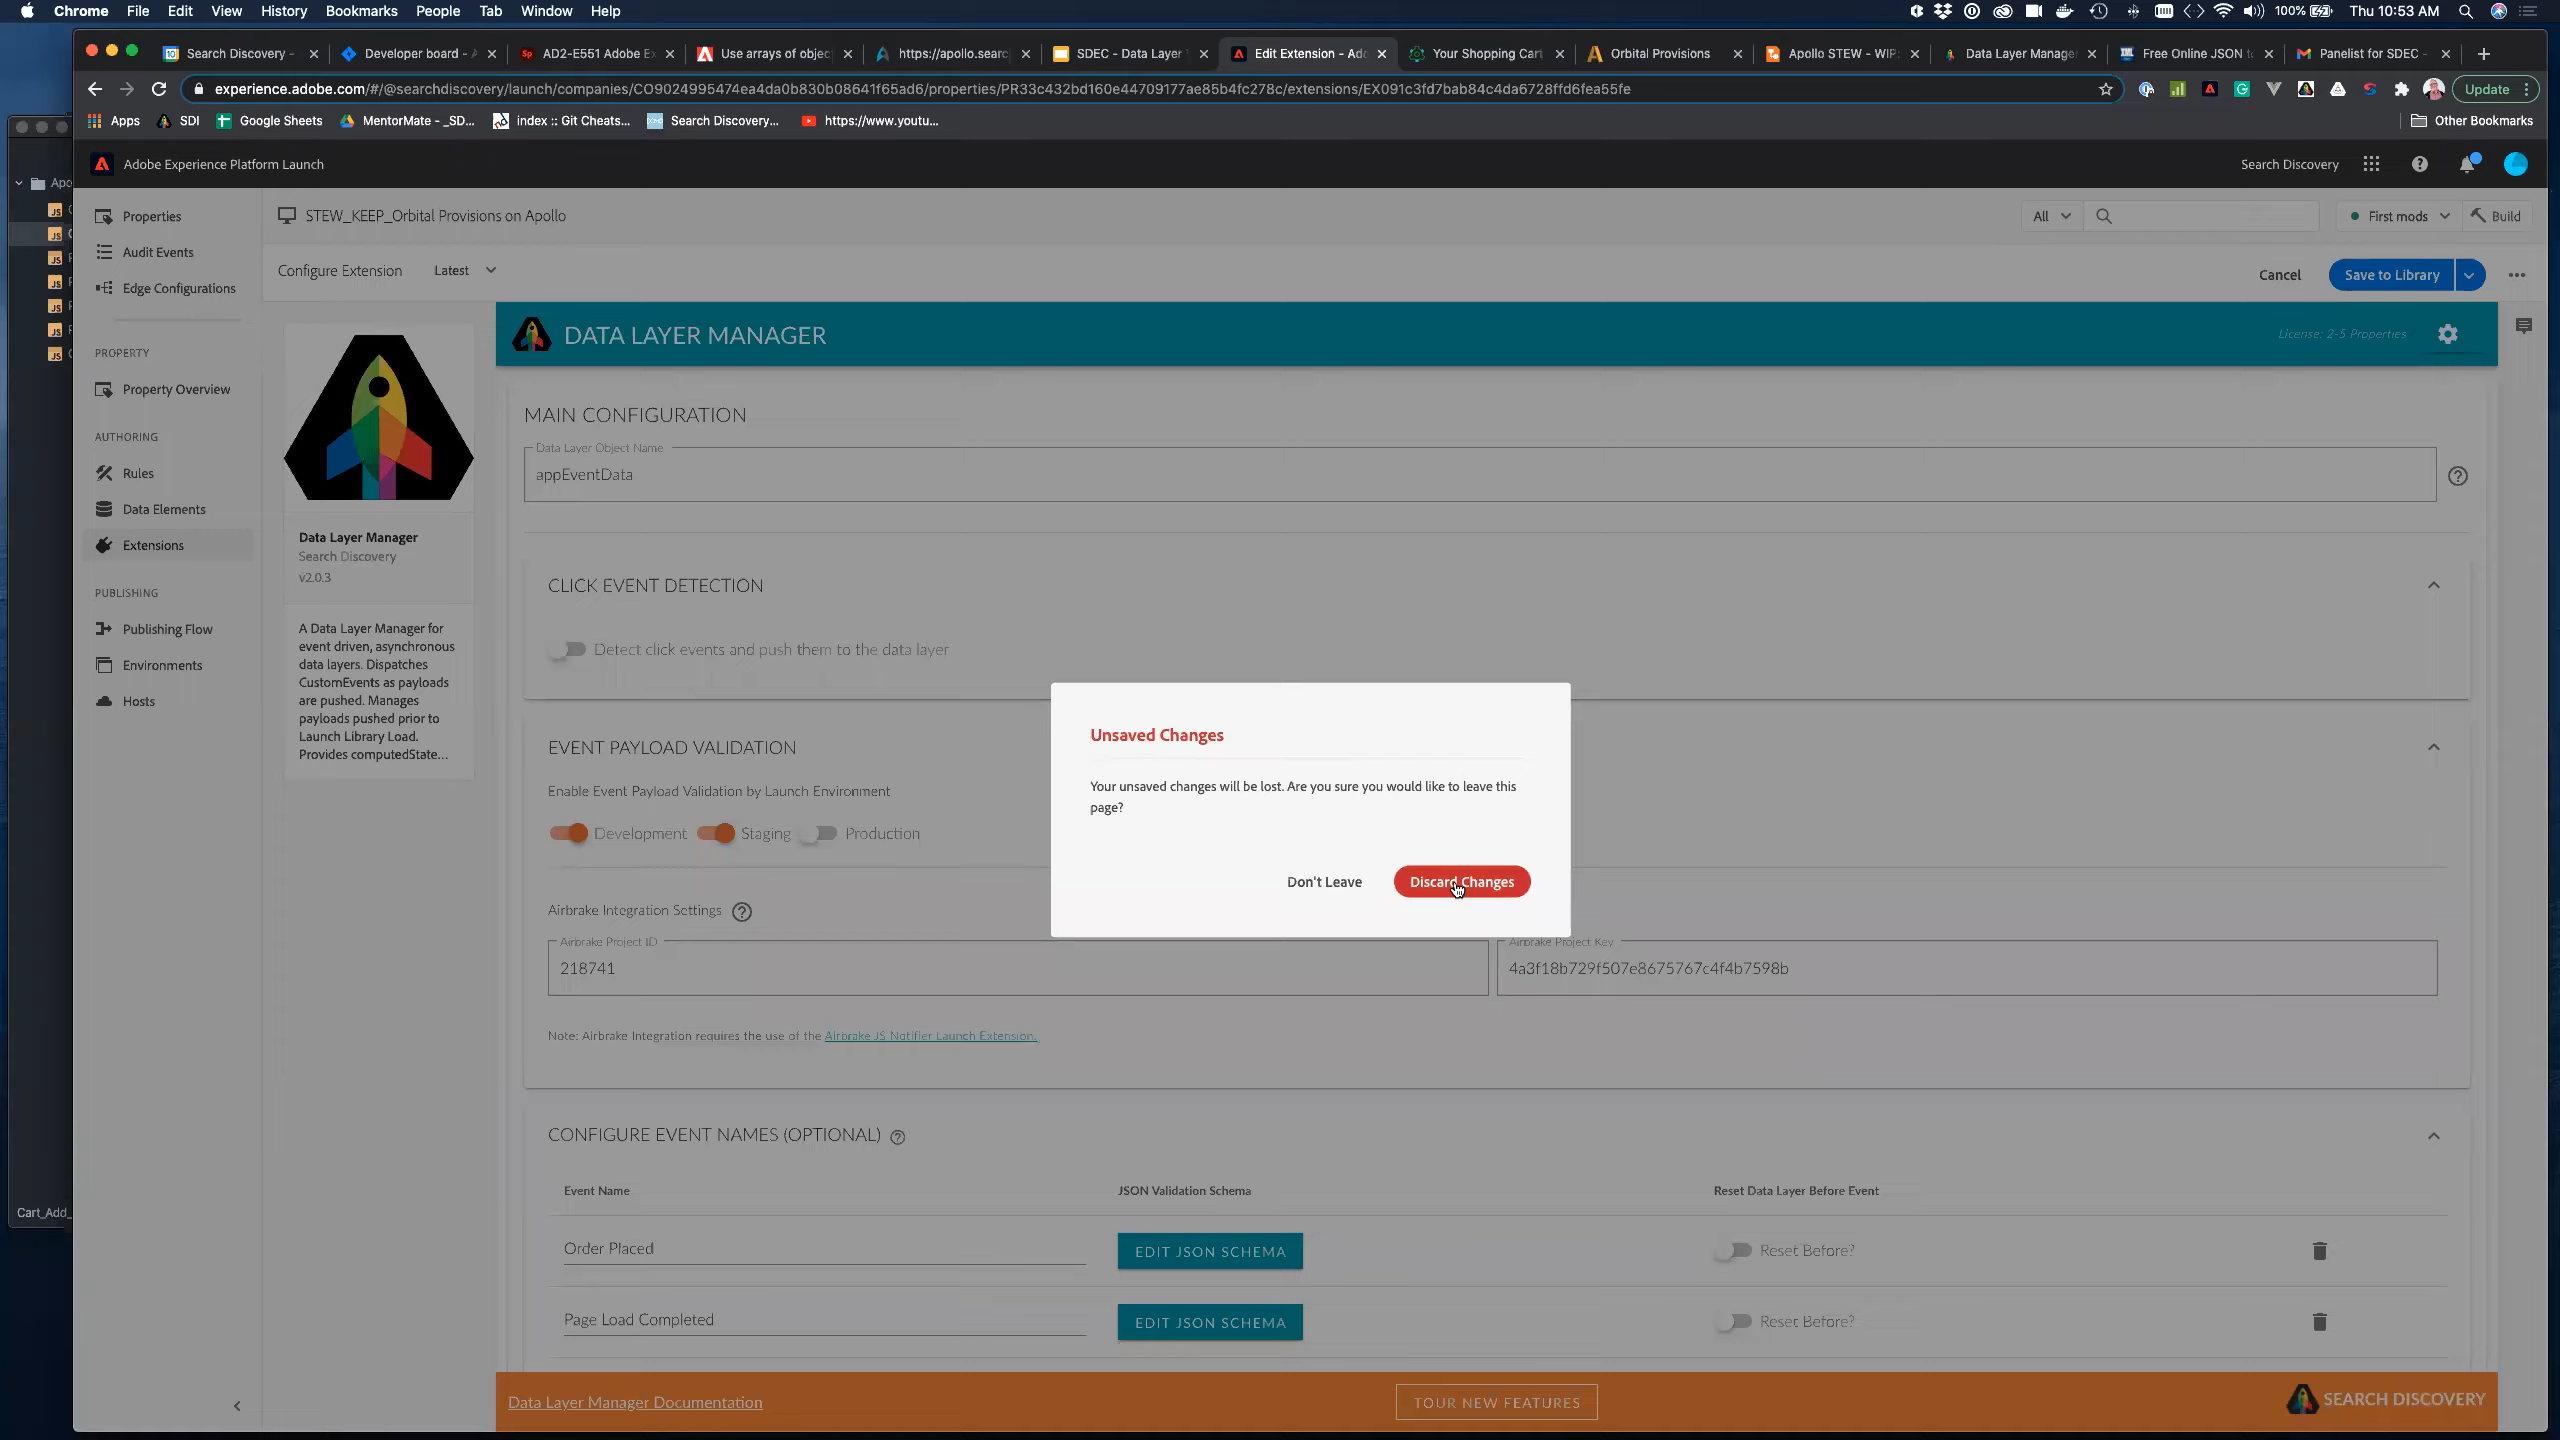 Chrome File Edit View History Bookmarks People Tab Window Help
100% Thu 10:53 AM
Search Discovery -
Developer board - A
AD2-E551 Adobe Ex
Use arrays of objec
https://apollo.searc
SDEC - Data Layer
Edit Extension - Ado
Your Shopping Cart
Orbital Provisions
Apollo STEW - WIP:
Data Layer Manager
Free Online JSON to
Panelist for SDEC -
experience.adobe.com/#/@searchdiscovery/launch/companies/CO9024995474ea4da0b830b08641f65ad6/properties/PR33c432bd160e44709177ae85b4fc278c/extensions/EX091c3fd7bab84c4da6728ffd6fea55fe
Update
Apps SDI Google Sheets MentorMate - _SD... index :: Git Cheats... Search Discovery... https://www.youtu... Other Bookmarks
Adobe Experience Platform Launch
Search Discovery
Apo
Properties
Audit Events
Edge Configurations
PROPERTY
Property Overview
AUTHORING
Rules
Data Elements
Extensions
PUBLISHING
Publishing Flow
Environments
Hosts
Cart_Add_
STEW_KEEP_Orbital Provisions on Apollo
All
First mods
Build
Configure Extension Latest
Cancel
Save to Library
Data Layer Manager
Search Discovery
v2.0.3
A Data Layer Manager for
event driven, asynchronous
data layers. Dispatches
CustomEvents as payloads
are pushed. Manages
payloads pushed prior to
Launch Library Load.
Provides computedState...
DATA LAYER MANAGER
License: 2-5 Properties
MAIN CONFIGURATION
Data Layer Object Name
appEventData
CLICK EVENT DETECTION
Detect click events and push them to the data layer
EVENT PAYLOAD VALIDATION
Enable Event Payload Validation by Launch Environment
Development Staging Production
Airbrake Integration Settings
Airbrake Project ID
218741
Airbrake Project Key
4a3f18b729f507e8675767c4f4b7598b
Note: Airbrake Integration requires the use of the Airbrake JS Notifier Launch Extension.
Unsaved Changes
Your unsaved changes will be lost. Are you sure you would like to leave this
page?
Don't Leave
Discard Changes
CONFIGURE EVENT NAMES (OPTIONAL)
Event Name JSON Validation Schema Reset Data Layer Before Event
Order Placed EDIT JSON SCHEMA Reset Before?
Page Load Completed EDIT JSON SCHEMA Reset Before?
Data Layer Manager Documentation
TOUR NEW FEATURES
SEARCH DISCOVERY